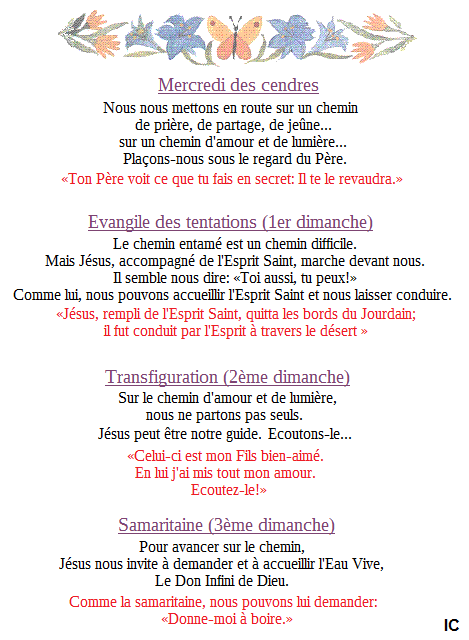 Mercredi des cendres
Nous nous mettons en route sur un chemin
de prière, de partage, de jeûne...
sur un chemin d'amour et de lumière...
Plaçons-nous sous le regard du Père.
«Ton Père voit ce que tu fais en secret: Il te le revaudra.»
Evangile des tentations (1er dimanche)
Le chemin entamé est un chemin difficile.
Mais Jésus, accompagné de l'Esprit Saint, marche devant nous.
Il semble nous dire: «Toi aussi, tu peux!»
Comme lui, nous pouvons accueillir l'Esprit Saint et nous laisser conduire.
«Jésus, rempli de l'Esprit Saint, quitta les bords du Jourdain;
il fut conduit par l'Esprit à travers le désert »
Transfiguration (2ème dimanche)
Sur le chemin d'amour et de lumière,
nous ne partons pas seuls.
Jésus peut être notre guide. Ecoutons-le...
«Celui-ci est mon Fils bien-aimé.
En lui j'ai mis tout mon amour.
Ecoutez-le!»
Samaritaine (3ème dimanche)
Pour avancer sur le chemin,
Jésus nous invite à demander et à accueillir l'Eau Vive,
Le Don Infini de Dieu.
Comme la samaritaine, nous pouvons lui demander:
«Donne-moi à boire.»
IC